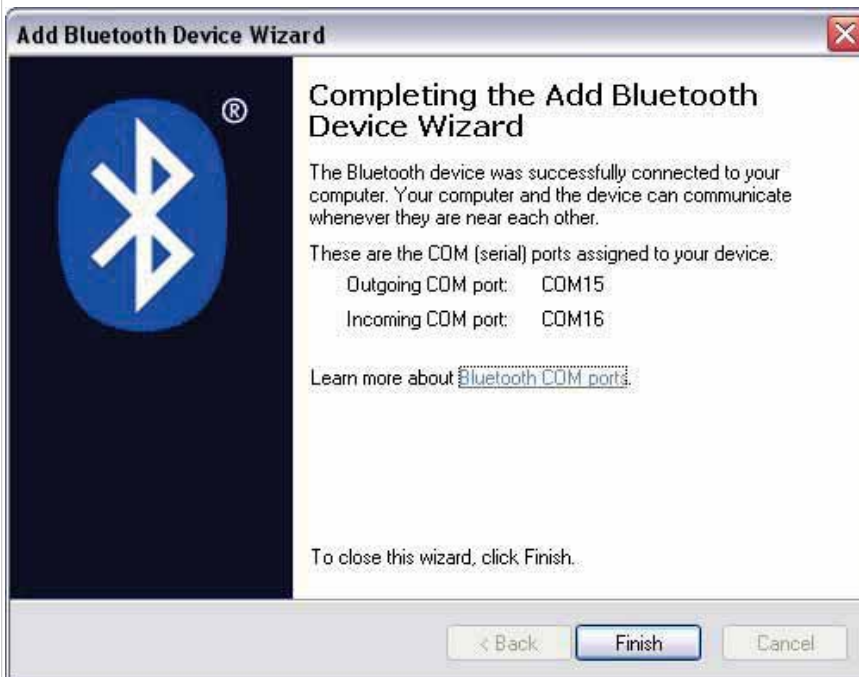 Add Bluetooth Device Wizard
®
Completing the Add Bluetooth
Device Wizard
The Bluetooth device was successfully connected to your
computer. Your computer and the device can communicate
whenever they are near each other.
These are the COM (serial) ports assigned to your device.
Outgoing COM port: COM15
Incoming COM port: COM16
Learn more about Bluetooth COM ports.
To close this wizard, click Finish.
< Back Finish Cancel